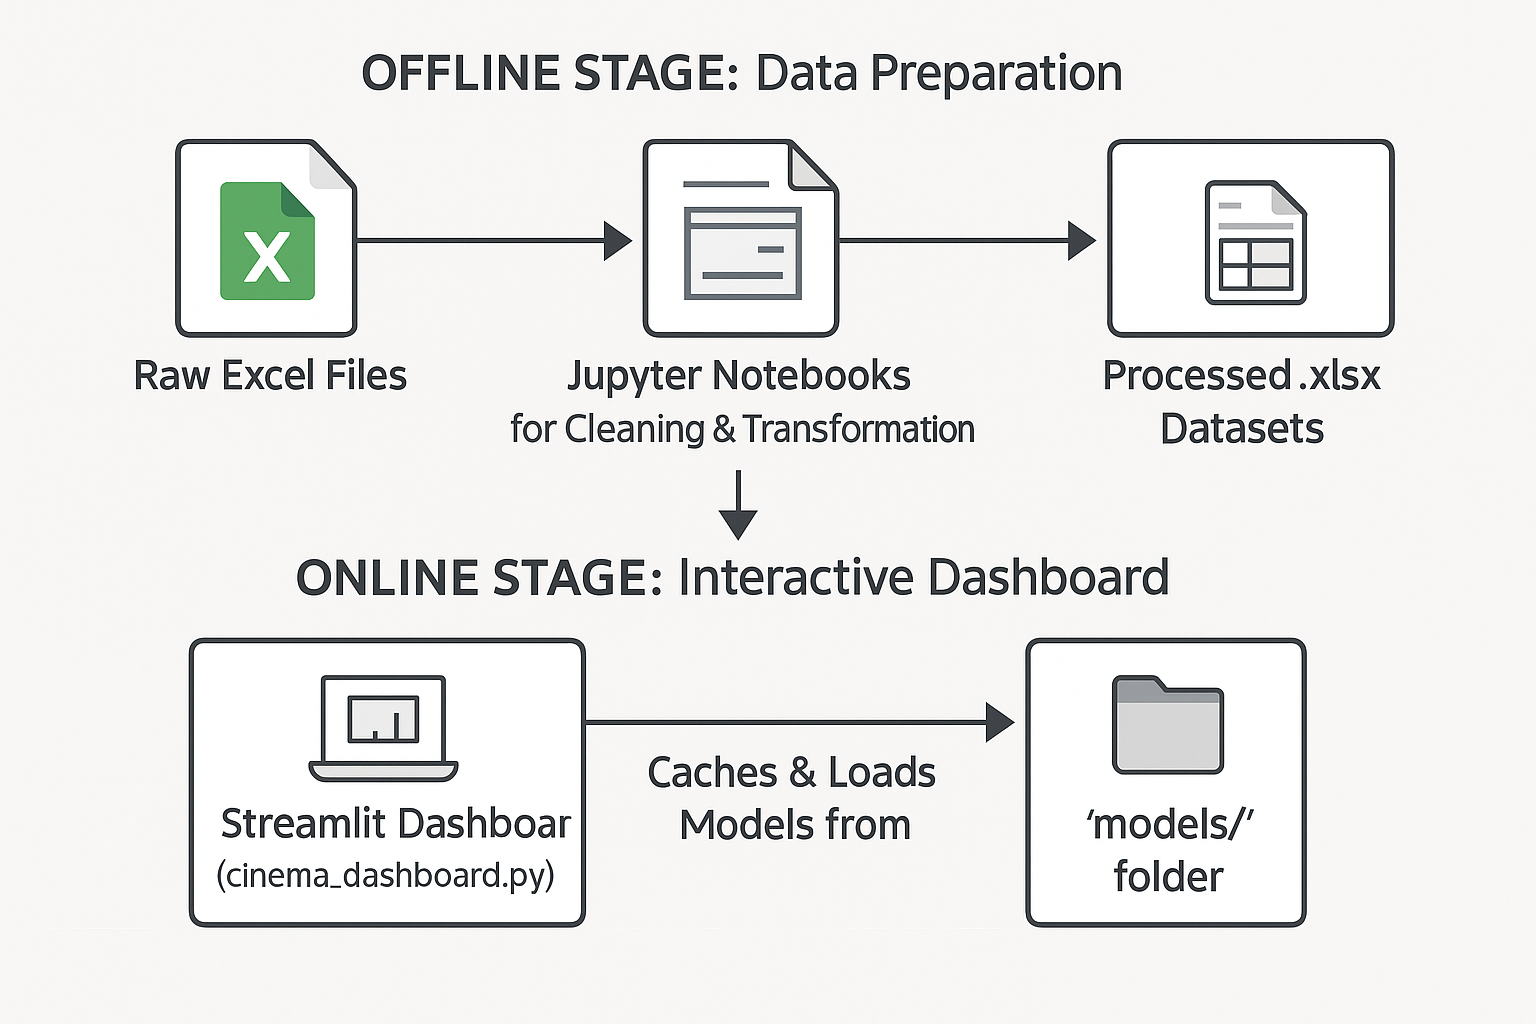 OFFLINE STAGE: Data Preparation
X
Raw Excel Files
Jupyter Notebooks
for Cleaning & Transformation
Processed .xlsx
Datasets
ONLINE STAGE: Interactive Dashboard
Streamlit Dashboar
(cinema_dashboard.py)
Caches & Loads
Models from
‘models/’
folder